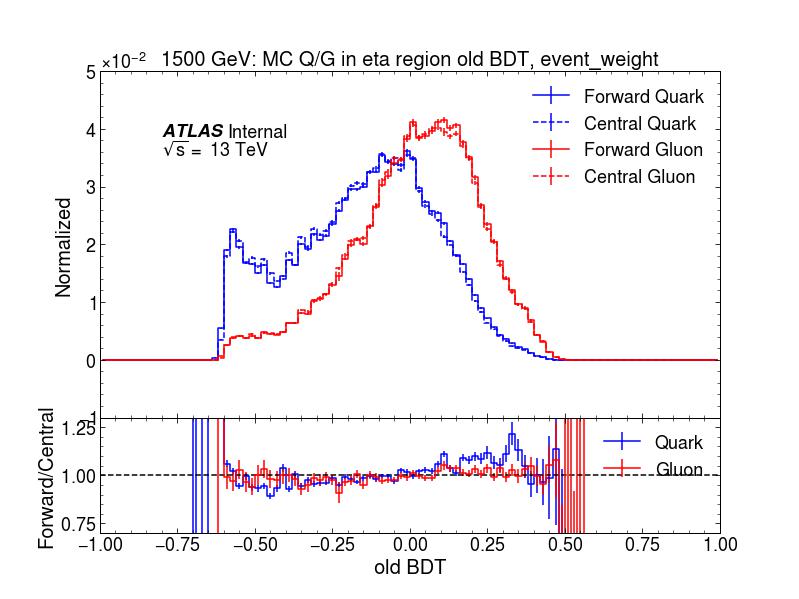 ×10⁻² 1500 GeV: MC Q/G in eta region old BDT, event_weight
5
4
3
2
1
0
−1
Normalized
ATLAS Internal
√s = 13 TeV
Forward Quark
Central Quark
Forward Gluon
Central Gluon
1.25
1.00
0.75
Forward/Central
Quark
Gluon
−1.00 −0.75 −0.50 −0.25 0.00 0.25 0.50 0.75 1.00
old BDT